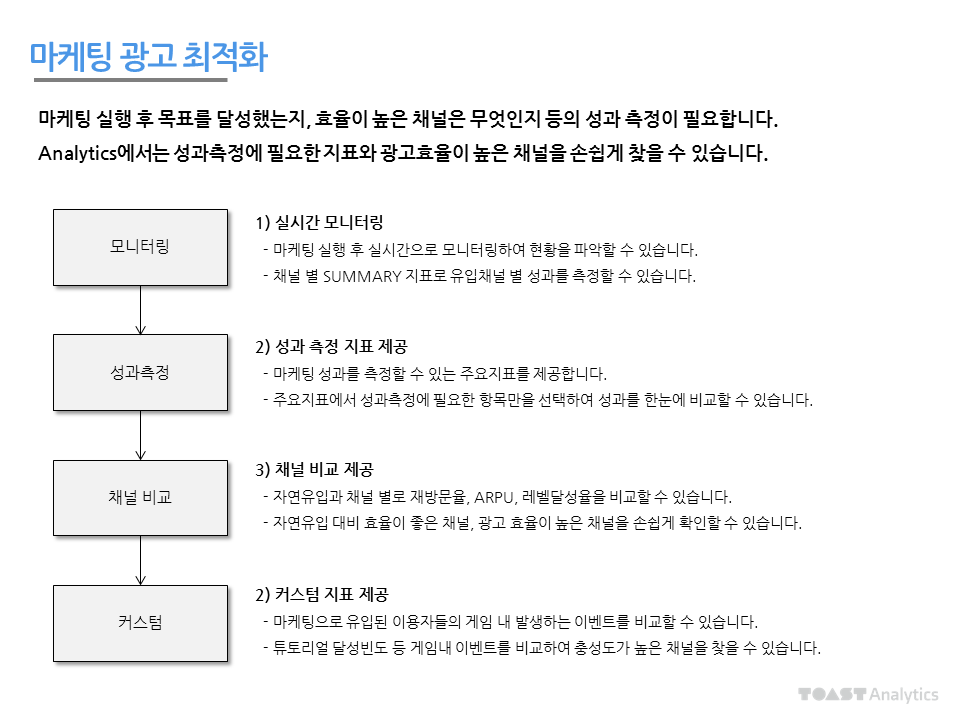 마케팅 광고 최적화
마케팅 실행 후 목표를 달성했는지, 효율이 높은 채널은 무엇인지 등의 성과 측정이 필요합니다.
Analytics에서는 성과측정에 필요한 지표와 광고효율이 높은 채널을 손쉽게 찾을 수 있습니다.
모니터링
1) 실시간 모니터링
- 마케팅 실행 후 실시간으로 모니터링하여 현황을 파악할 수 있습니다.
- 채널 별 SUMMARY 지표로 유입채널 별 성과를 측정할 수 있습니다.
성과측정
2) 성과 측정 지표 제공
- 마케팅 성과를 측정할 수 있는 주요지표를 제공합니다.
- 주요지표에서 성과측정에 필요한 항목만을 선택하여 성과를 한눈에 비교할 수 있습니다.
채널 비교
3) 채널 비교 제공
- 자연유입과 채널 별로 재방문율, ARPU, 레벨달성율을 비교할 수 있습니다.
- 자연유입 대비 효율이 좋은 채널, 광고 효율이 높은 채널을 손쉽게 확인할 수 있습니다.
커스텀
2) 커스텀 지표 제공
- 마케팅으로 유입된 이용자들의 게임 내 발생하는 이벤트를 비교할 수 있습니다.
- 튜토리얼 달성빈도 등 게임내 이벤트를 비교하여 충성도가 높은 채널을 찾을 수 있습니다.
TOAST Analytics